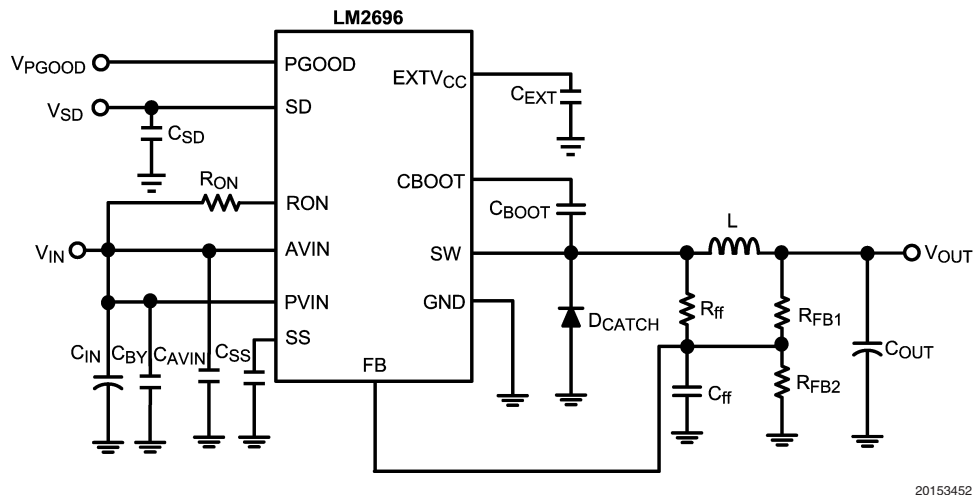 LM2696
VPGOOD
PGOOD
EXTVCC
CEXT
VSD
SD
CSD
RON
RON
CBOOT
CBOOT
L
VIN
AVIN
SW
VOUT
PVIN
GND
DCATCH
Rff
RFB1
SS
CIN
CBY
CAVIN
CSS
FB
COUT
Cff
RFB2
20153452